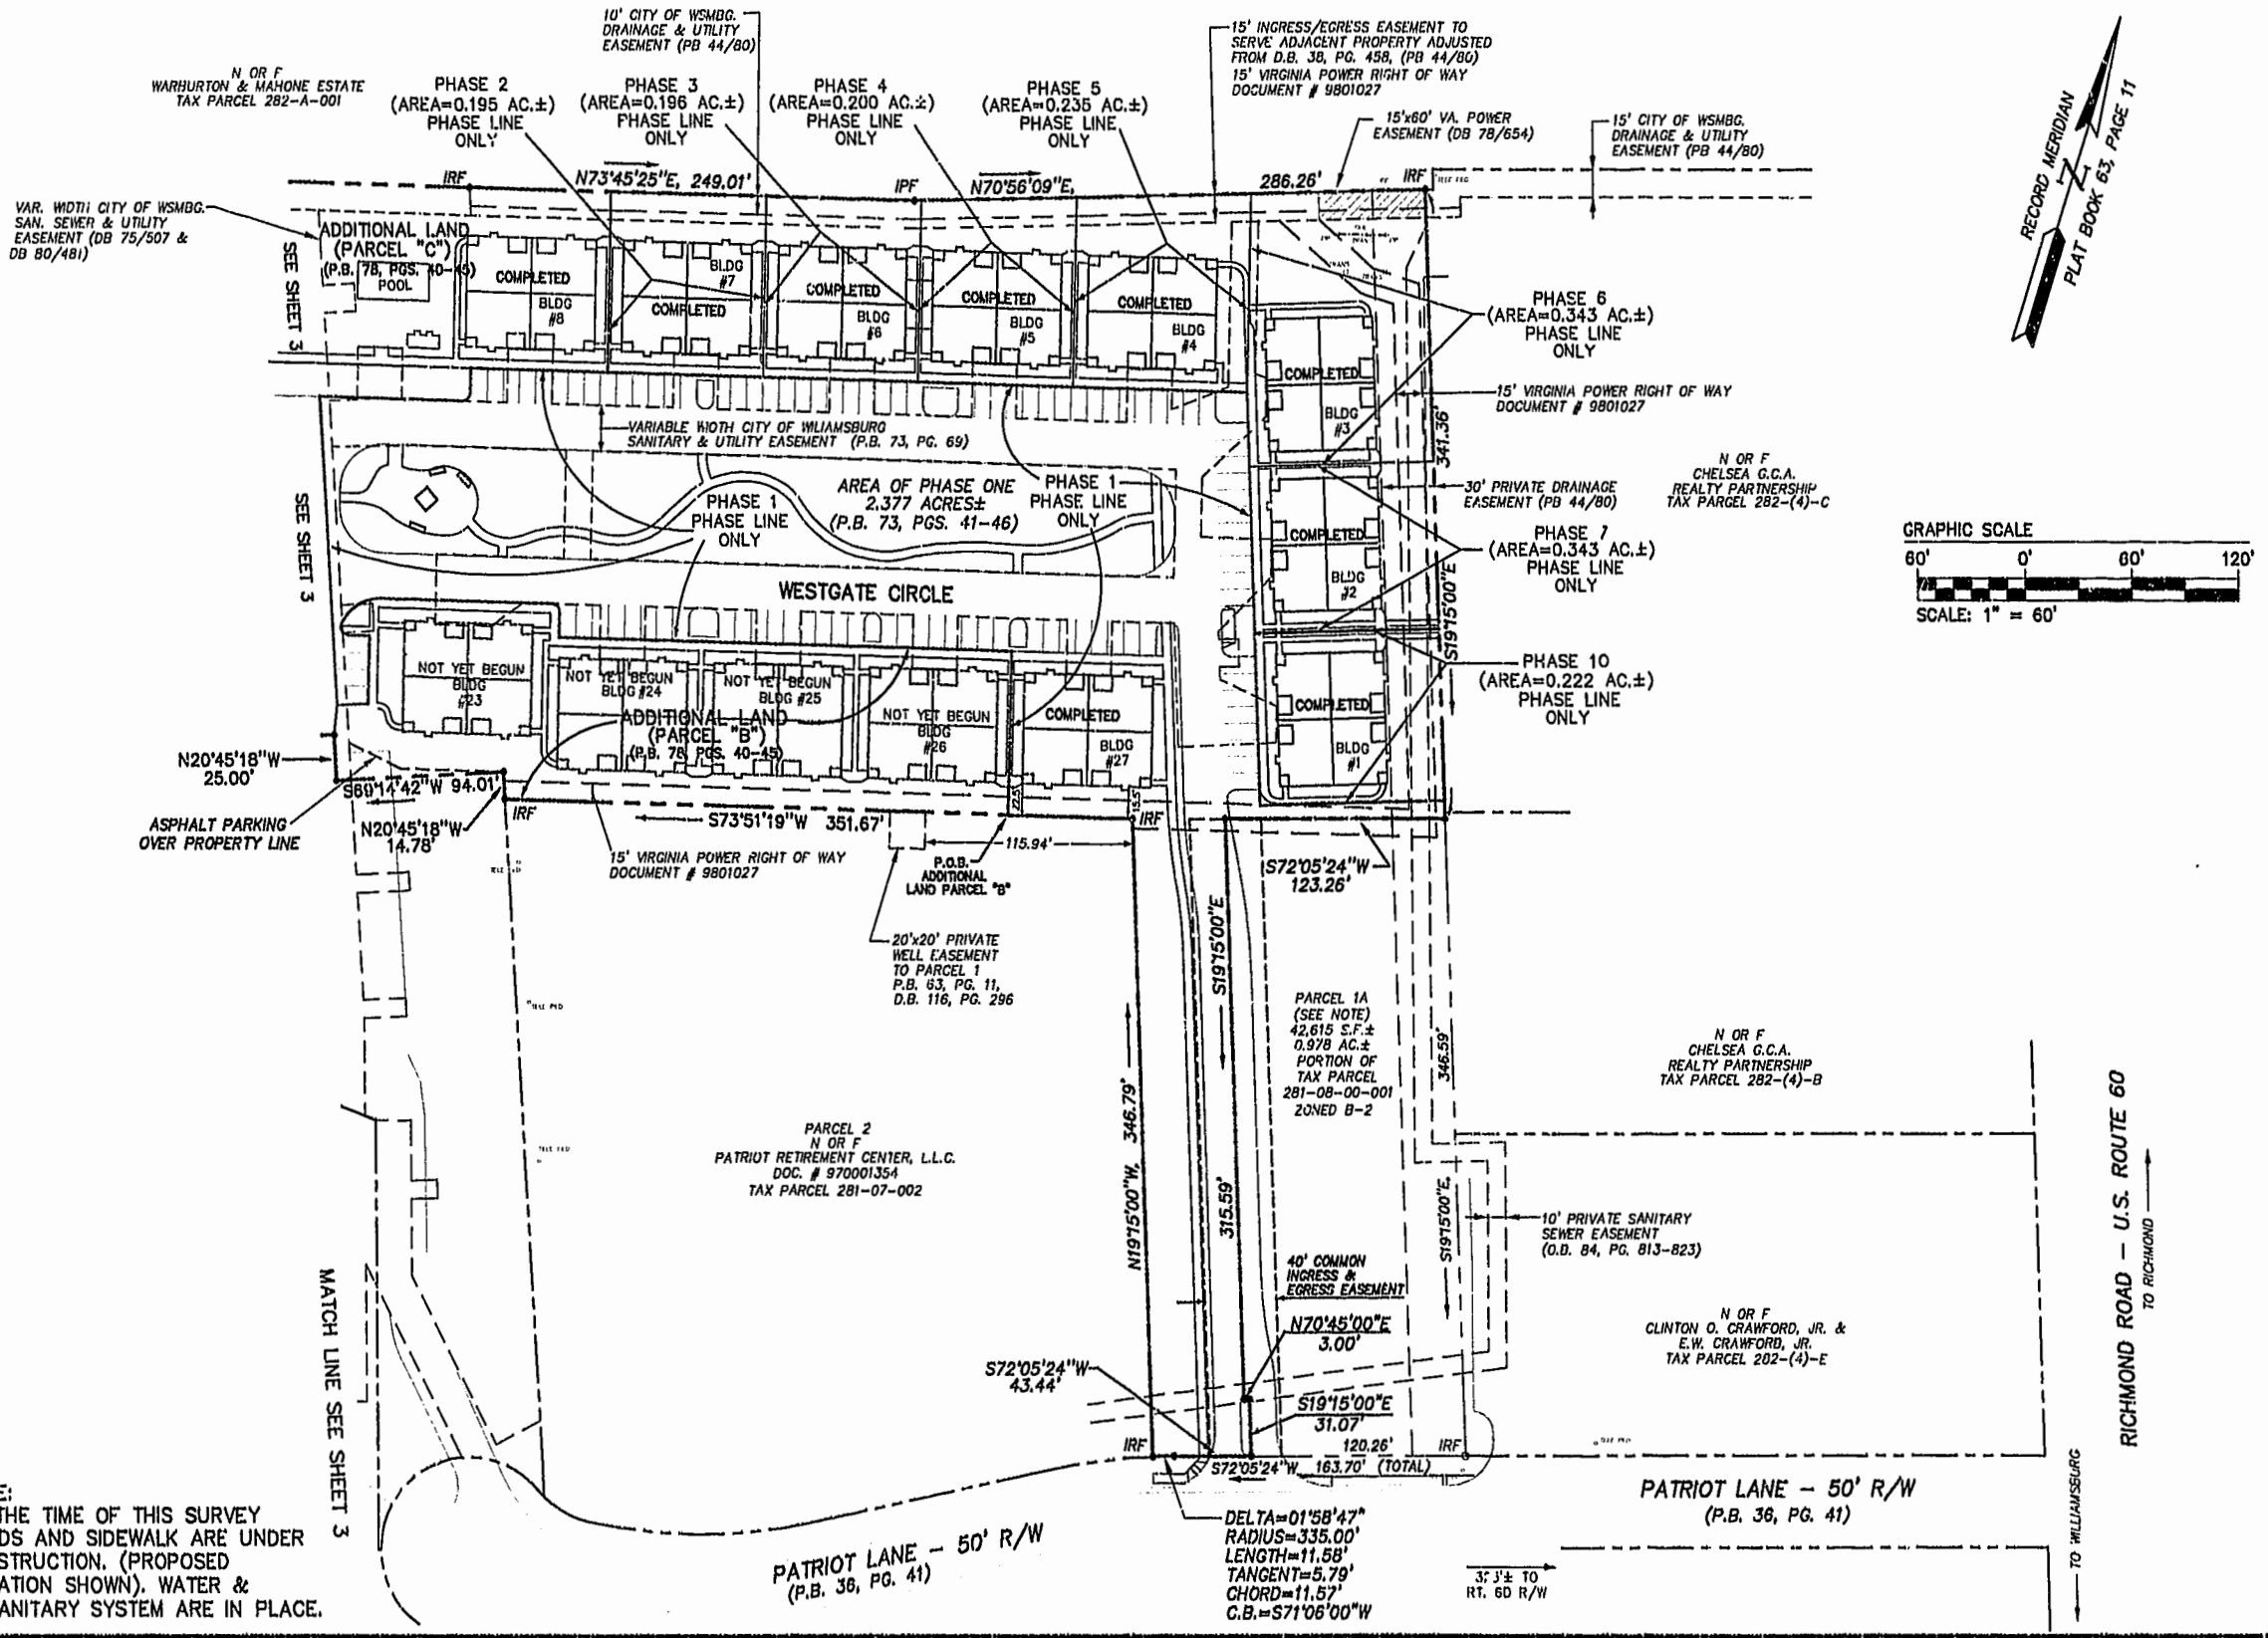 10' CITY OF WSMBG.
DRAINAGE & UTILITY
EASEMENT (PB 44/80)
15' INGRESS/EGRESS EASEMENT TO
SERVE ADJACENT PROPERTY ADJUSTED
FROM D.B. 38, PG. 458, (PB 44/80)
15' VIRGINIA POWER RIGHT OF WAY
DOCUMENT # 9801027
N OR F
WARBURTON & MAHONE ESTATE
TAX PARCEL 282-A-001
PHASE 2
(AREA=0.195 AC.±)
PHASE LINE
ONLY
PHASE 3
(AREA=0.196 AC.±)
PHASE LINE
ONLY
PHASE 4
(AREA=0.200 AC.±)
PHASE LINE
ONLY
PHASE 5
(AREA=0.235 AC.±)
PHASE LINE
ONLY
15'x60' VA. POWER
EASEMENT (DB 78/654)
15' CITY OF WSMBG.
DRAINAGE & UTILITY
EASEMENT (PB 44/80)
RECORD MERIDIAN
PLAT BOOK 63, PAGE 11
IRF
N73°45'25"E, 249.01'
IPF
N70°56'09"E,
286.26'
IRF
VAR. WIDTH CITY OF WSMBG.
SAN. SEWER & UTILITY
EASEMENT (DB 75/507 &
DB 80/481)
SEE SHEET 3
ADDITIONAL LAND
(PARCEL "C")
(P.B. 78, PGS. 40-45)
POOL
COMPLETED
BLDG
#8
BLDG
#7
COMPLETED
COMPLETED
BLDG
#6
COMPLETED
BLDG
#5
COMPLETED
BLDG
#4
PHASE 6
(AREA=0.343 AC.±)
PHASE LINE
ONLY
COMPLETED
BLDG
#3
15' VIRGINIA POWER RIGHT OF WAY
DOCUMENT # 9801027
341.36'
S19°15'00"E
VARIABLE WIDTH CITY OF WILIAMSBURG
SANITARY & UTILITY EASEMENT (P.B. 73, PG. 69)
N OR F
CHELSEA G.C.A.
REALTY PARTNERSHIP
TAX PARCEL 282-(4)-C
SEE SHEET 3
AREA OF PHASE ONE
2.377 ACRES±
(P.B. 73, PGS. 41-46)
PHASE 1
PHASE LINE
ONLY
PHASE 1
PHASE LINE
ONLY
30' PRIVATE DRAINAGE
EASEMENT (PB 44/80)
COMPLETED
BLDG
#2
PHASE 7
(AREA=0.343 AC.±)
PHASE LINE
ONLY
GRAPHIC SCALE
60' 0' 60' 120'
SCALE: 1" = 60'
WESTGATE CIRCLE
NOT YET BEGUN
BLDG
#23
NOT YET BEGUN
BLDG #24
NOT YET BEGUN
BLDG #25
NOT YET BEGUN
BLDG
#26
COMPLETED
BLDG
#27
ADDITIONAL LAND
(PARCEL "B")
(P.B. 78, PGS. 40-45)
COMPLETED
BLDG
#1
PHASE 10
(AREA=0.222 AC.±)
PHASE LINE
ONLY
N20°45'18"W
25.00'
S69°14'42"W 94.01'
ASPHALT PARKING
OVER PROPERTY LINE
N20°45'18"W
14.78'
IRF
S73°51'19"W 351.67'
22.5'
15.5'
IRF
115.94'
15' VIRGINIA POWER RIGHT OF WAY
DOCUMENT # 9801027
P.O.B.
ADDITIONAL
LAND PARCEL "B"
S72°05'24"W
123.26'
TELE PED
20'x20' PRIVATE
WELL EASEMENT
TO PARCEL 1
P.B. 63, PG. 11,
D.B. 116, PG. 296
S19°15'00"E
315.59'
N19°15'00"W, 346.79'
PARCEL 1A
(SEE NOTE)
42,615 S.F.±
0.978 AC.±
PORTION OF
TAX PARCEL
281-08-00-001
ZONED B-2
346.59'
S19°15'00"E,
TELE PED
N OR F
CHELSEA G.C.A.
REALTY PARTNERSHIP
TAX PARCEL 282-(4)-B
PARCEL 2
N OR F
PATRIOT RETIREMENT CENTER, L.L.C.
DOC. # 970001354
TAX PARCEL 281-07-002
TELE PED
10' PRIVATE SANITARY
SEWER EASEMENT
(D.B. 84, PG. 813-823)
RICHMOND ROAD - U.S. ROUTE 60
TO RICHMOND
40' COMMON
INGRESS &
EGRESS EASEMENT
N70°45'00"E
3.00'
N OR F
CLINTON O. CRAWFORD, JR. &
E.W. CRAWFORD, JR.
TAX PARCEL 282-(4)-E
MATCH LINE SEE SHEET 3
S72°05'24"W
43.44'
S19°15'00"E
31.07'
IRF
120.26'
IRF
S72°05'24"W 163.70' (TOTAL)
PATRIOT LANE - 50' R/W
(P.B. 36, PG. 41)
TO WILLIAMSBURG
DELTA=01°58'47"
RADIUS=335.00'
LENGTH=11.58'
TANGENT=5.79'
CHORD=11.57'
C.B.=S71°06'00"W
PATRIOT LANE - 50' R/W
(P.B. 36, PG. 41)
TO
RT. 60 R/W
THE TIME OF THIS SURVEY
DS AND SIDEWALK ARE UNDER
STRUCTION. (PROPOSED
ATION SHOWN). WATER &
ANITARY SYSTEM ARE IN PLACE.